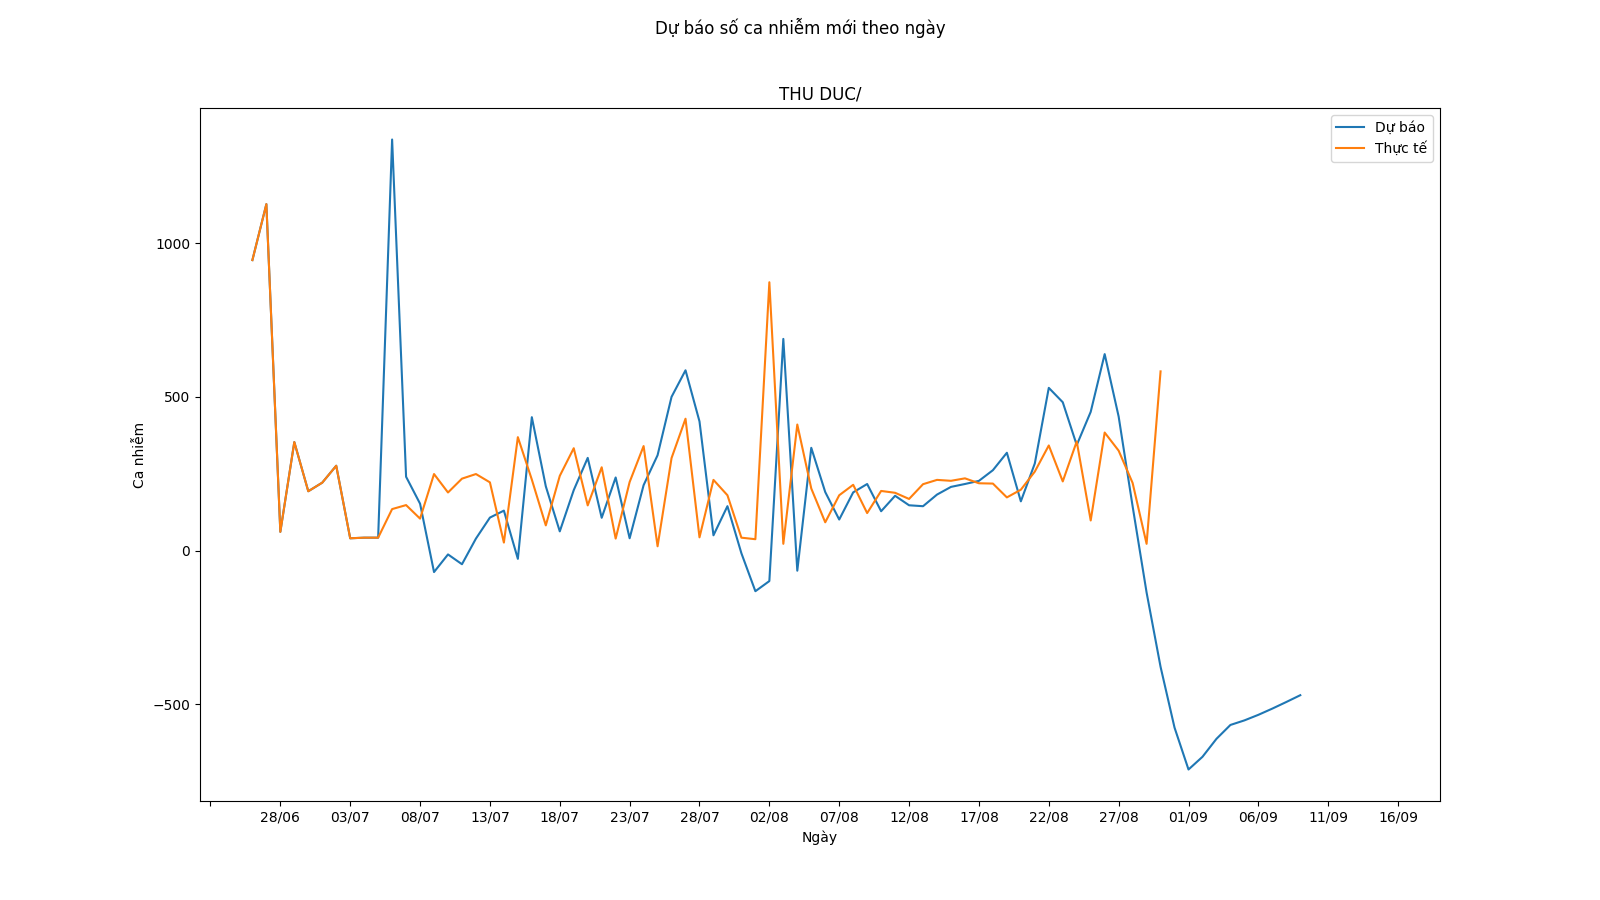 Dự báo số ca nhiễm mới theo ngày
THU DUC/
Dự báo
Thực tế
Ca nhiễm
1000
500
0
−500
28/06 03/07 08/07 13/07 18/07 23/07 28/07 02/08 07/08 12/08 17/08 22/08 27/08 01/09 06/09 11/09 16/09
Ngày